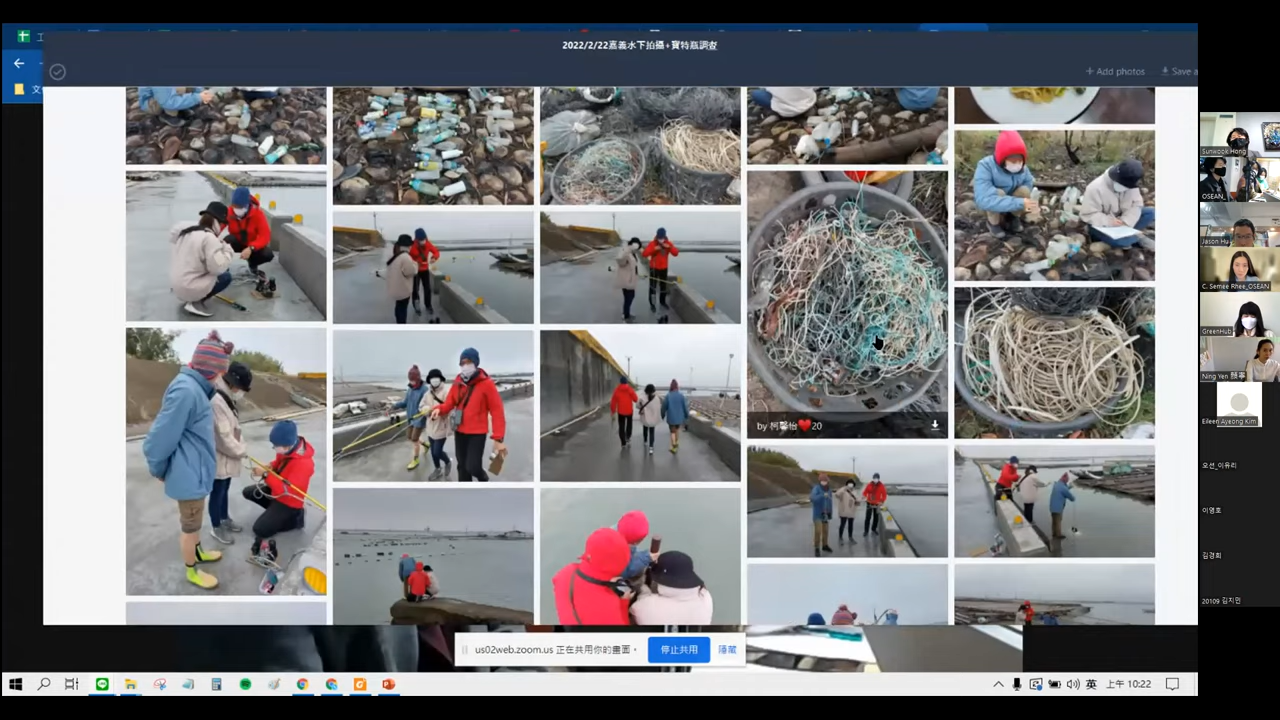 2022/2/22嘉義水下拍攝+寶特瓶調查
Add photos
Save a
by 柯馨怡❤20
us02web.zoom.us 正在共用你的畫面。
停止共用
隱藏
英
上午 10:22
Sunwook Hong
OSEAN_
Jason Hu
C. Semee Rhee_OSEAN
GreenHub
Ning Yen 顏寧
Eileen Ayeong Kim
오션_이유리
이영호
김경희
20109 김지민